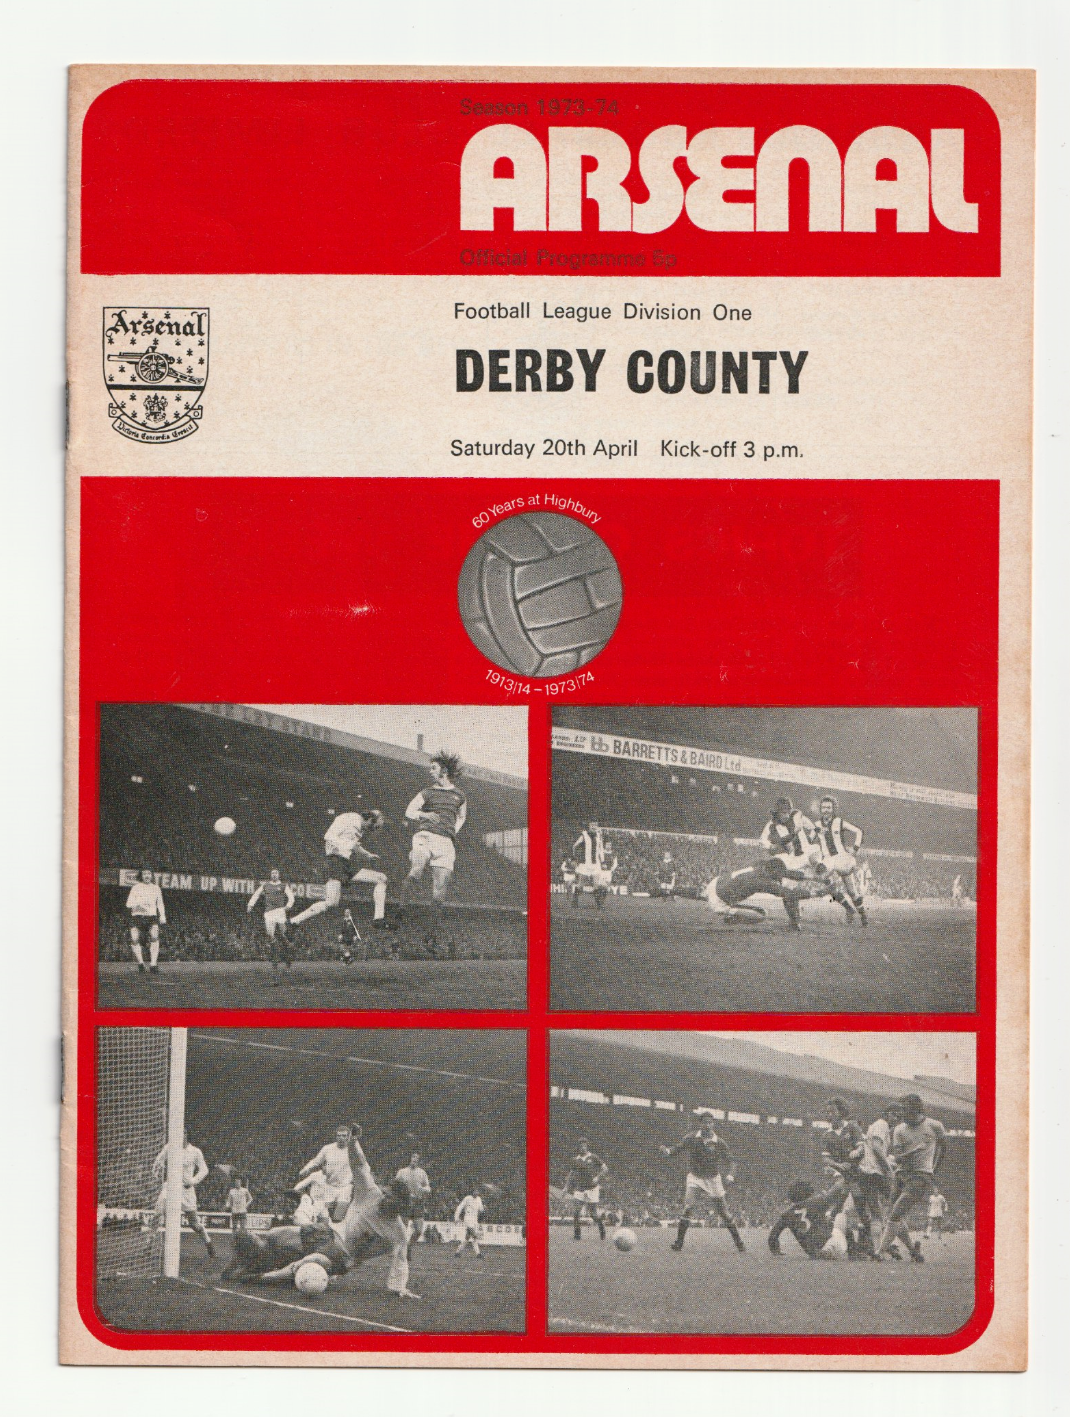 Season 1973-74
ARSENAL
Official Programme 5p
Arsenal
Victoria Concordia Crescit
Football League Division One
DERBY COUNTY
Saturday 20th April Kick-off 3 p.m.
60 Years at Highbury
1913/14 – 1973/74
BARRETTS & BAIRD Ltd
TEAM UP WITH